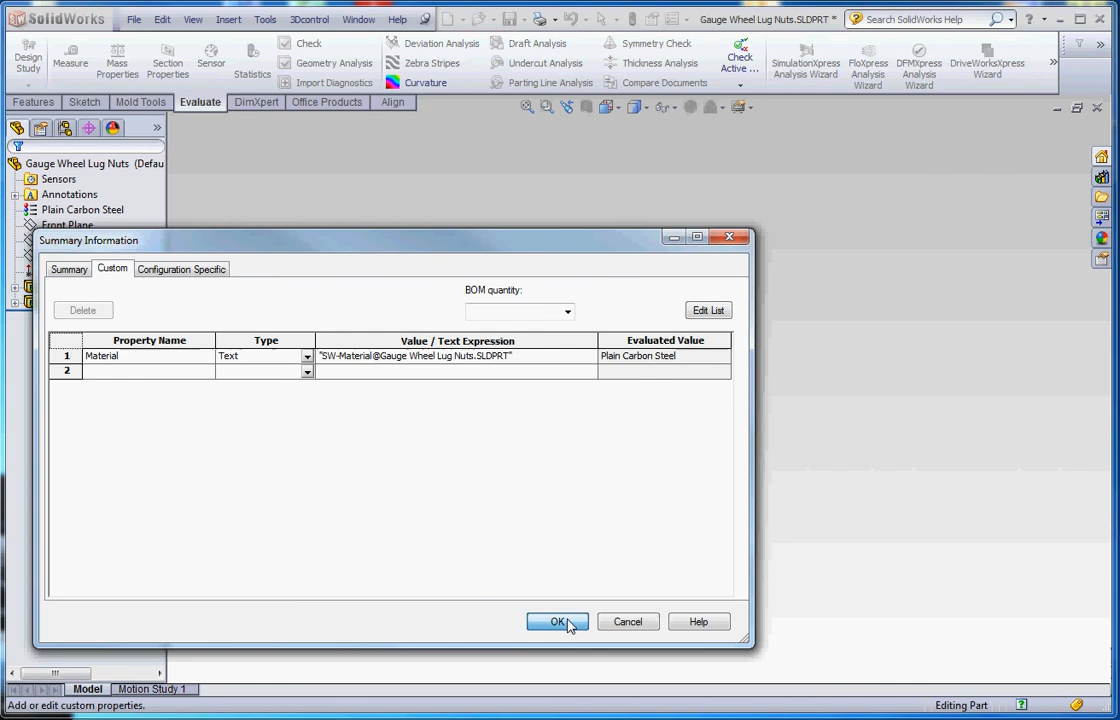 SolidWorks File Edit View Insert Tools 3Dcontrol Window Help Gauge Wheel Lug Nuts.SLDPRT * Search SolidWorks Help
Design Study
Measure
Mass Properties
Section Properties
Sensor
Statistics
Check
Geometry Analysis
Import Diagnostics
Deviation Analysis
Zebra Stripes
Curvature
Draft Analysis
Undercut Analysis
Parting Line Analysis
Symmetry Check
Thickness Analysis
Compare Documents
Check Active ...
SimulationXpress Analysis Wizard
FloXpress Analysis Wizard
DFMXpress Analysis Wizard
DriveWorksXpress Wizard
Features Sketch Mold Tools Evaluate DimXpert Office Products Align
Gauge Wheel Lug Nuts (Defau
Sensors
Annotations
Plain Carbon Steel
Front Plane
Summary Information
Summary Custom Configuration Specific
BOM quantity:
Delete Edit List
Property Name Type Value / Text Expression Evaluated Value
1 Material Text "SW-Material@Gauge Wheel Lug Nuts.SLDPRT" Plain Carbon Steel
2
OK Cancel Help
Model Motion Study 1
Add or edit custom properties. Editing Part